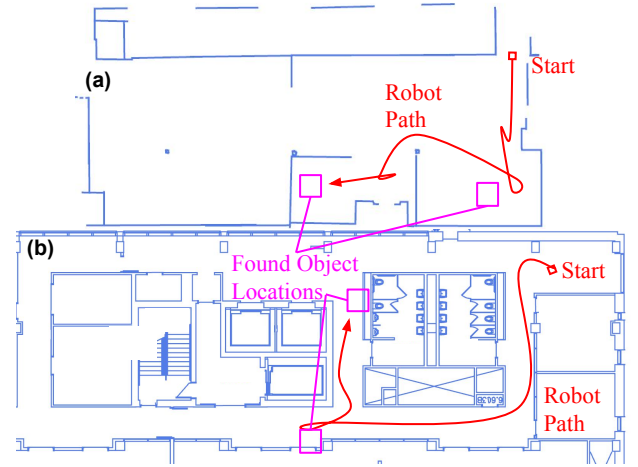 (a)
Start
Robot
Path
(b)
Found Object
Locations
Start
Robot
Path